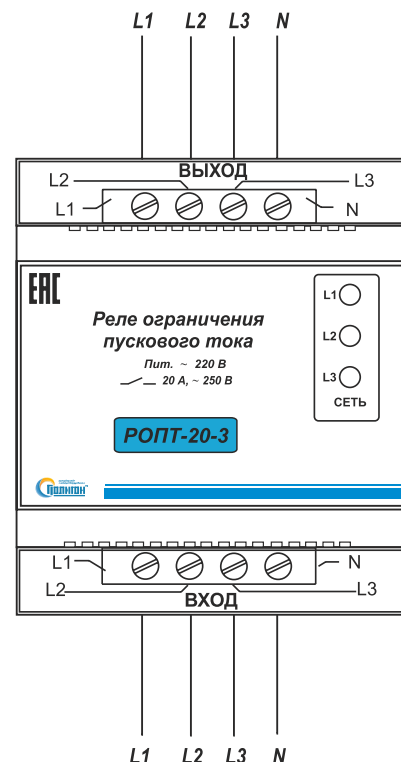 L1 L2 L3 N
ВЫХОД
L2 L3
L1 N
EAC
L1
Реле ограничения
пускового тока
L2
Пит. ~ 220 В
20 А, ~ 250 В
L3
СЕТЬ
РОПТ-20-3
Полигон
L1 N
L2 L3
ВХОД
L1 L2 L3 N